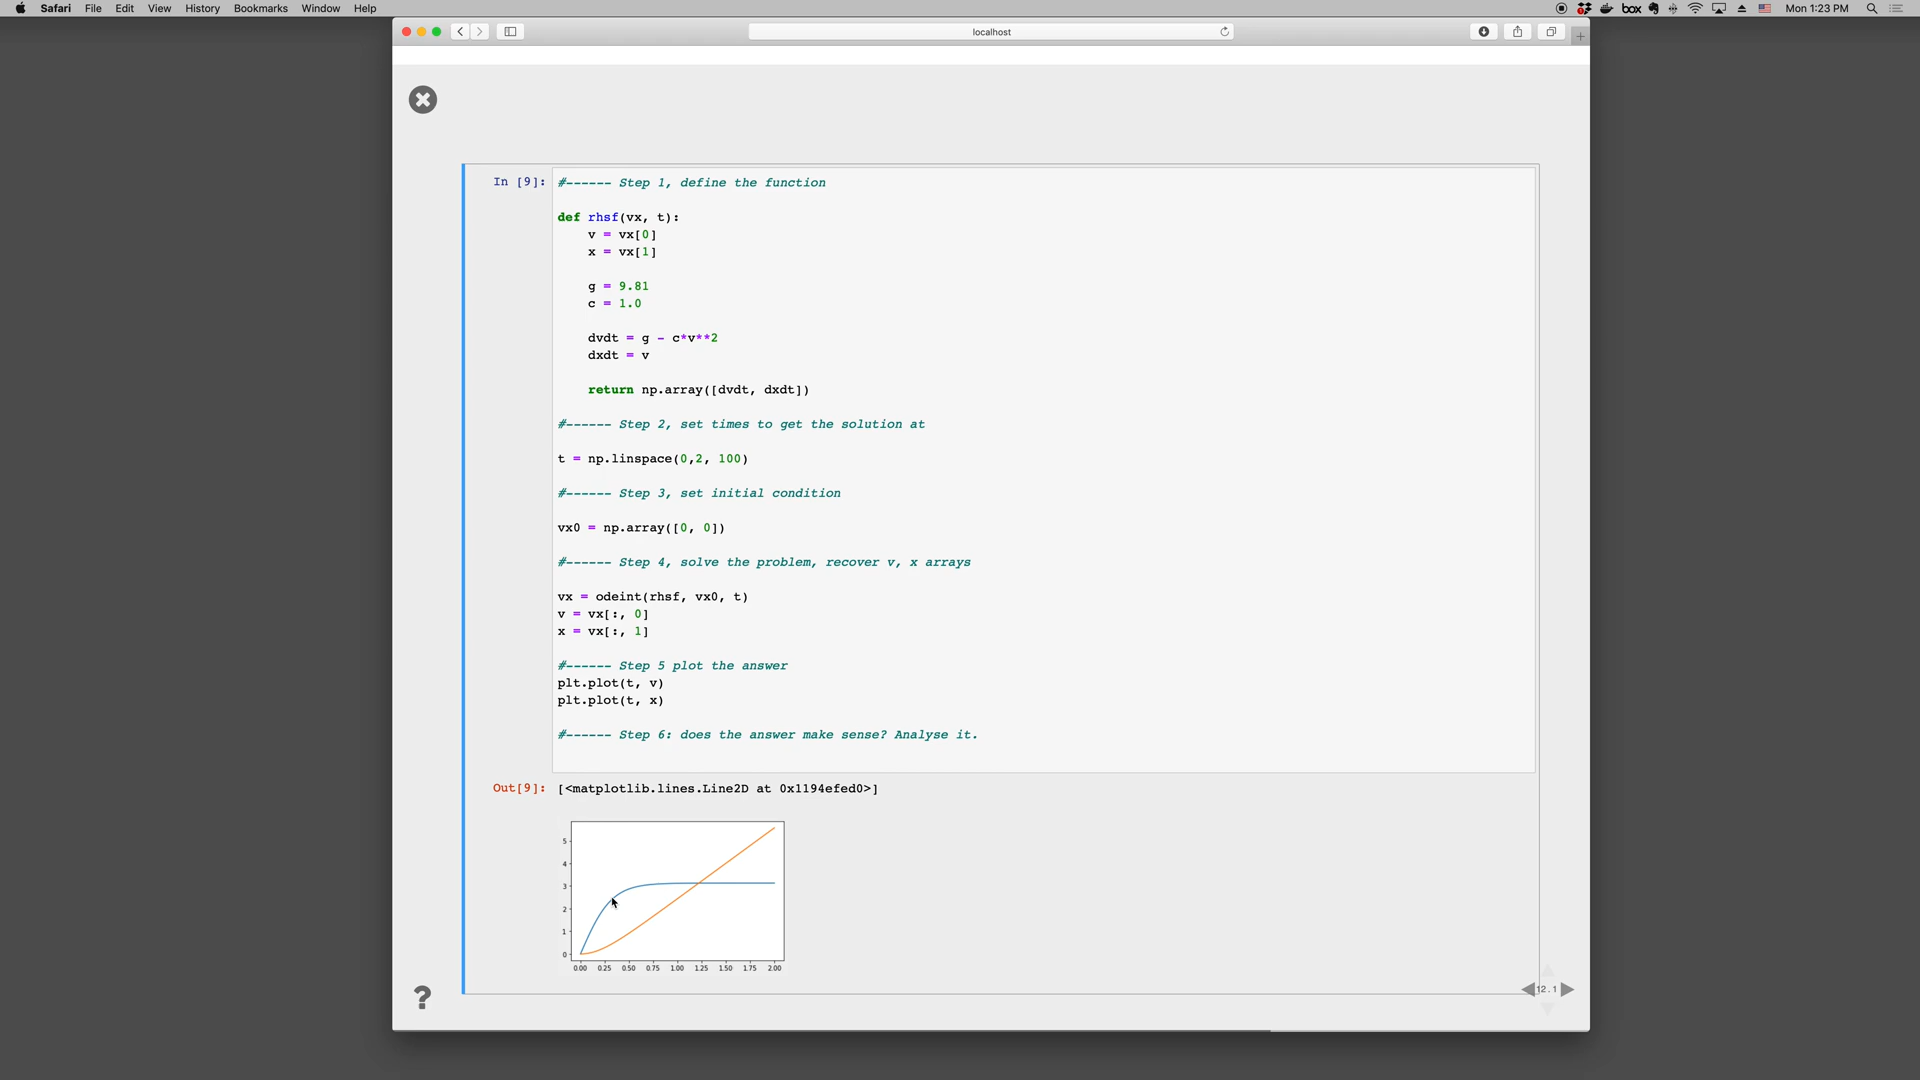 Safari File Edit View History Bookmarks Window Help
box
Mon 1:23 PM
localhost
In [9]:
#------ Step 1, define the function
def rhsf(vx, t):
v = vx[0]
x = vx[1]
g = 9.81
c = 1.0
dvdt = g - c*v**2
dxdt = v
return np.array([dvdt, dxdt])
#------ Step 2, set times to get the solution at
t = np.linspace(0,2, 100)
#------ Step 3, set initial condition
vx0 = np.array([0, 0])
#------ Step 4, solve the problem, recover v, x arrays
vx = odeint(rhsf, vx0, t)
v = vx[:, 0]
x = vx[:, 1]
#------ Step 5 plot the answer
plt.plot(t, v)
plt.plot(t, x)
#------ Step 6: does the answer make sense? Analyse it.
Out[9]: [<matplotlib.lines.Line2D at 0x1194efed0>]
5
4
3
2
1
0
0.00 0.25 0.50 0.75 1.00 1.25 1.50 1.75 2.00
?
12.1